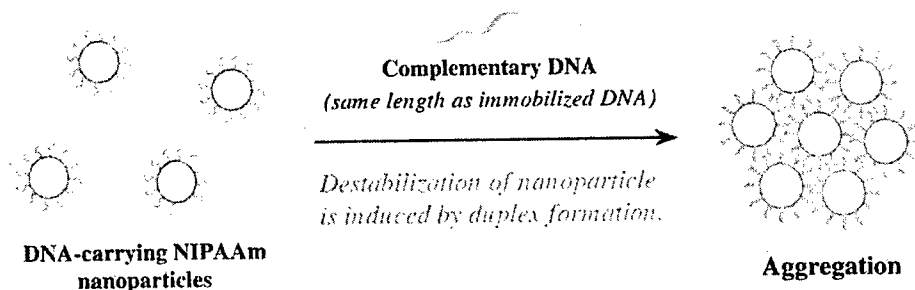 Complementary DNA
(same length as immobilized DNA)
Destabilization of nanoparticle
is induced by duplex formation.
DNA-carrying NIPAAm
nanoparticles
Aggregation